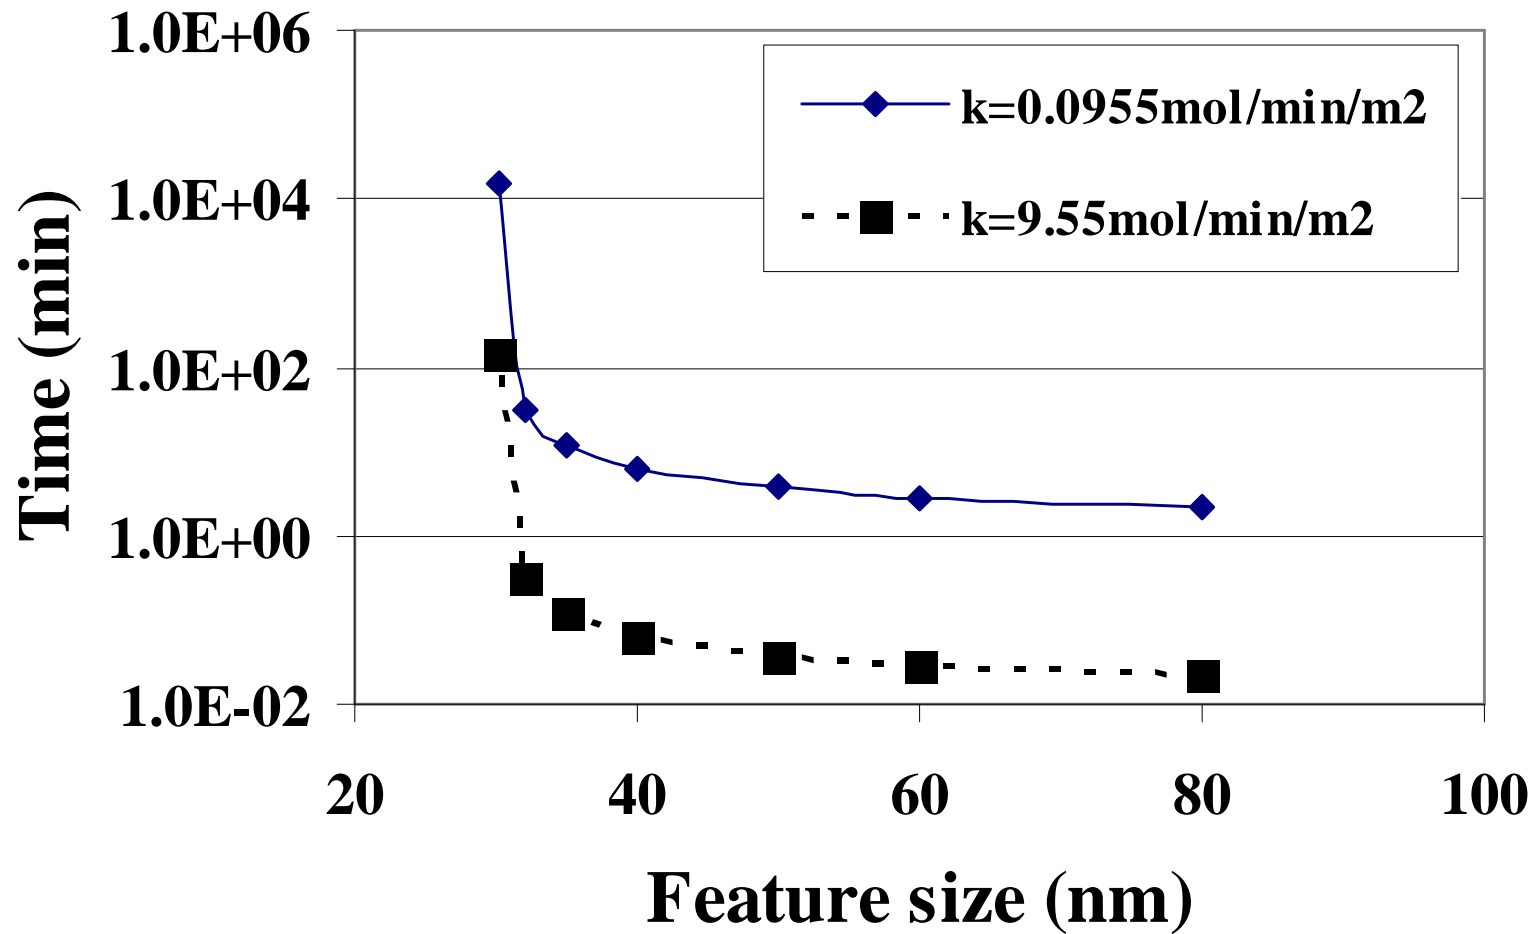 1.0E+06
1.0E+04
1.0E+02
1.0E+00
1.0E-02
Time (min)
k=0.0955mol/min/m2
k=9.55mol/min/m2
20 40 60 80 100
Feature size (nm)